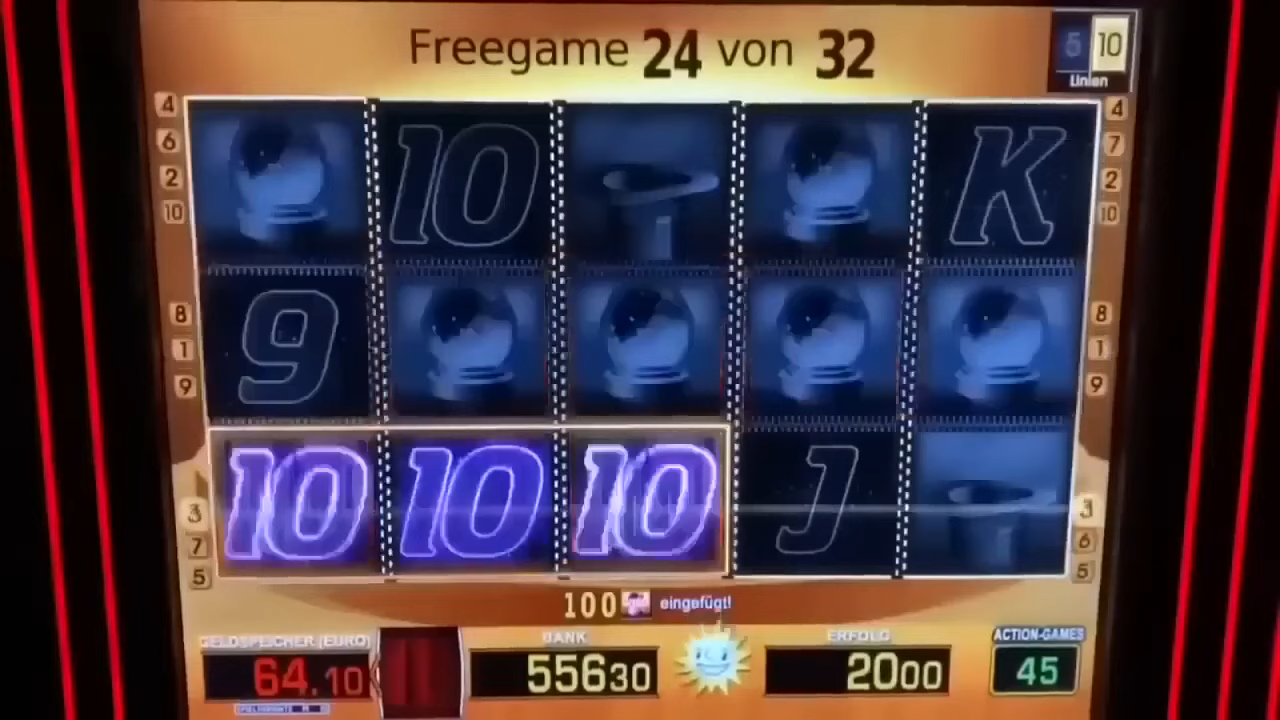 Freegame 24 von 32
5 10
Linien
4 4
6 7
2 2
10 10
10 K
8 8
1 1
9 9
9
10 10 10 J
3 3
7 6
5 5
100 eingefügt!
GELDSPEICHER (EURO) BANK ERFOLG ACTION-GAMES
64.10 55630 2000 45